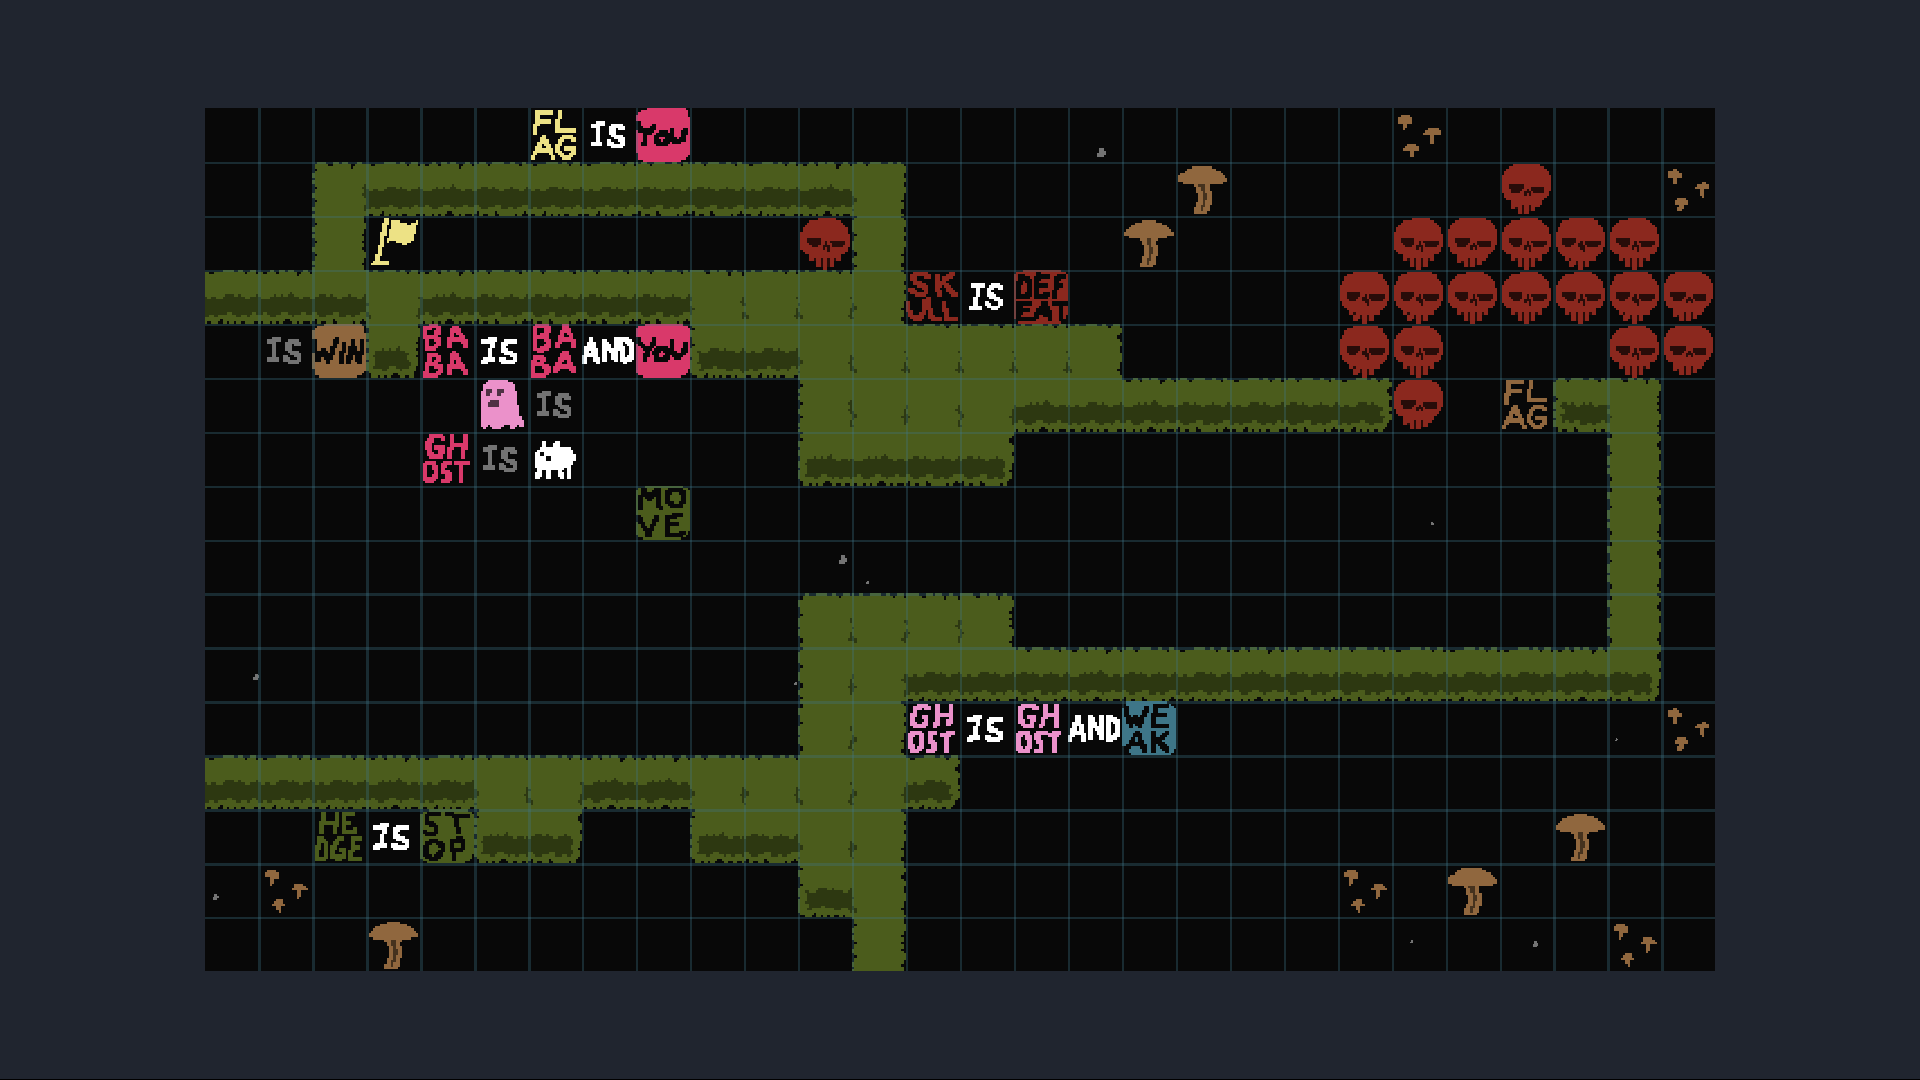 FLAG IS YOU
SKULL IS DEFEAT
IS WIN BABA IS BABA AND YOU
IS FLAG
GHOST IS
MOVE
GHOST IS GHOST AND WEAK
HEDGE IS STOP